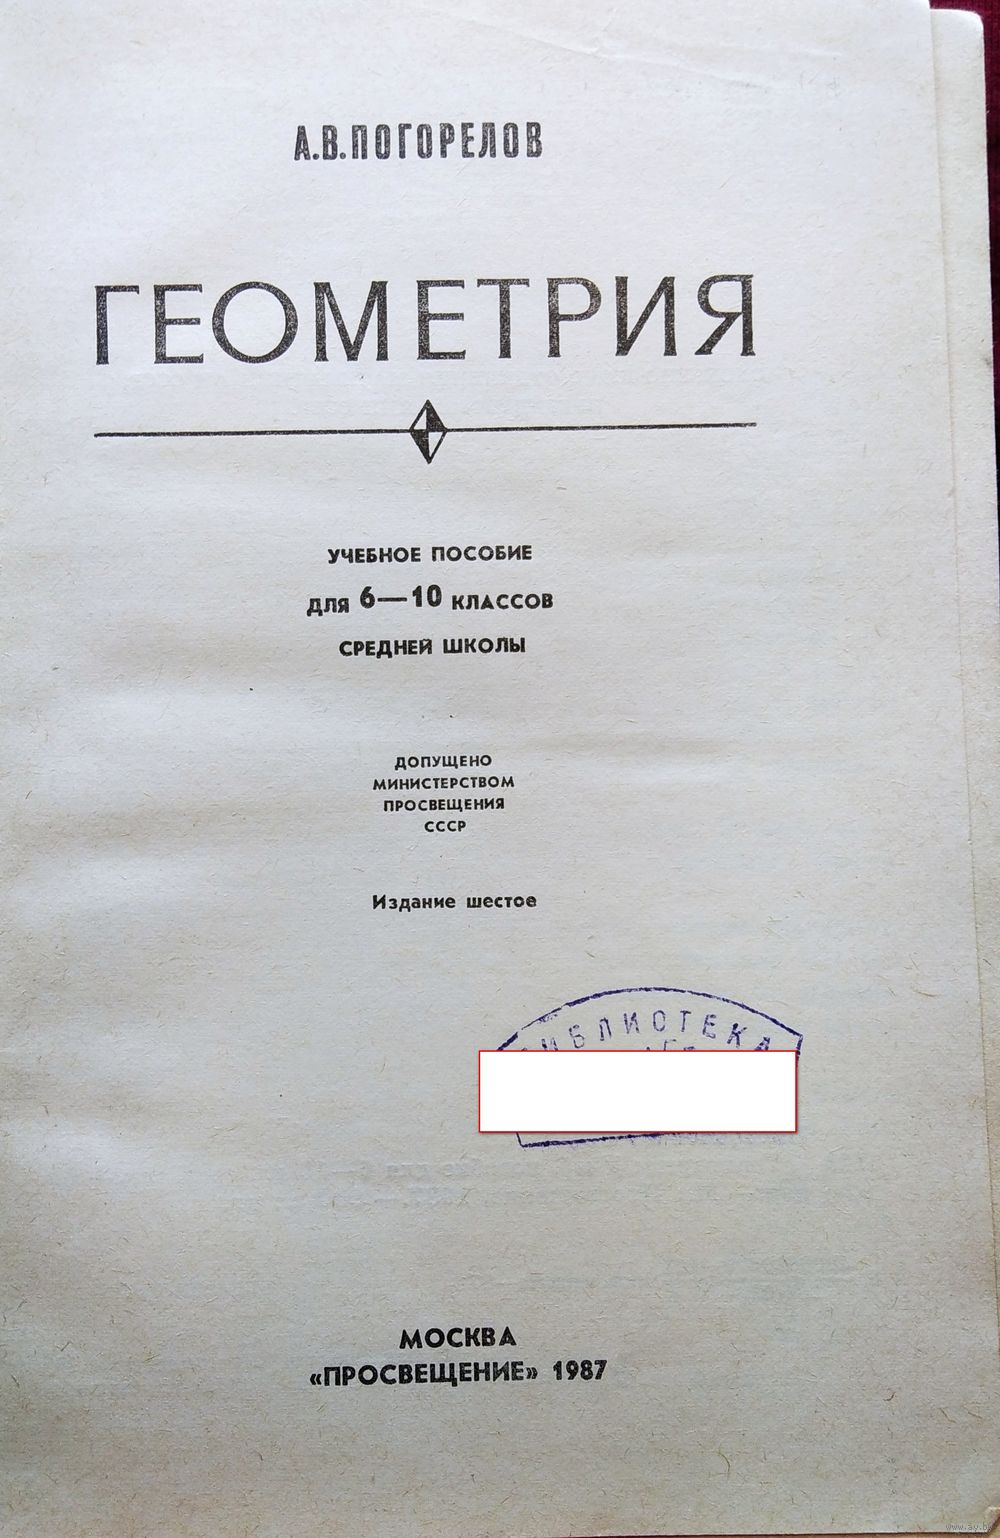 А.В.ПОГОРЕЛОВ
ГЕОМЕТРИЯ
УЧЕБНОЕ ПОСОБИЕ
ДЛЯ 6—10 КЛАССОВ
СРЕДНЕЙ ШКОЛЫ
ДОПУЩЕНО
МИНИСТЕРСТВОМ
ПРОСВЕЩЕНИЯ
СССР
Издание шестое
БИБЛИОТЕКА
МОСКВА
«ПРОСВЕЩЕНИЕ» 1987